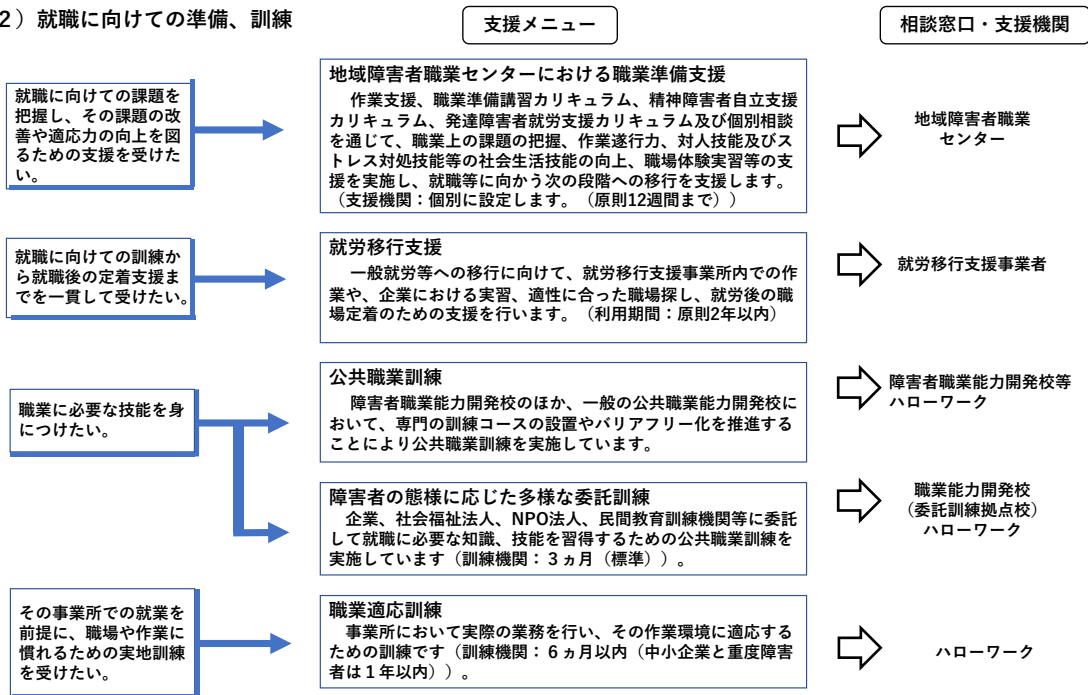 ２）就職に向けての準備、訓練
支援メニュー
相談窓口・支援機関
就職に向けての課題を
把握し、その課題の改
善や適応力の向上を図
るための支援を受けた
い。
地域障害者職業センターにおける職業準備支援
作業支援、職業準備講習カリキュラム、精神障害者自立支援
カリキュラム、発達障害者就労支援カリキュラム及び個別相談
を通じて、職業上の課題の把握、作業遂行力、対人技能及びス
トレス対処技能等の社会生活技能の向上、職場体験実習等の支
援を実施し、就職等に向かう次の段階への移行を支援します。
（支援機関：個別に設定します。（原則12週間まで））
地域障害者職業
センター
就職に向けての訓練か
ら就職後の定着支援ま
でを一貫して受けたい。
就労移行支援
一般就労等への移行に向けて、就労移行支援事業所内での作
業や、企業における実習、適性に合った職場探し、就労後の職
場定着のための支援を行います。（利用期間：原則2年以内）
就労移行支援事業者
職業に必要な技能を身
につけたい。
公共職業訓練
障害者職業能力開発校のほか、一般の公共職業能力開発校に
おいて、専門の訓練コースの設置やバリアフリー化を推進する
ことにより公共職業訓練を実施しています。
障害者職業能力開発校等
ハローワーク
障害者の態様に応じた多様な委託訓練
企業、社会福祉法人、NPO法人、民間教育訓練機関等に委託
して就職に必要な知識、技能を習得するための公共職業訓練を
実施しています（訓練機関：３ヵ月（標準））。
職業能力開発校
（委託訓練拠点校）
ハローワーク
その事業所での就業を
前提に、職場や作業に
慣れるための実地訓練
を受けたい。
職業適応訓練
事業所において実際の業務を行い、その作業環境に適応する
ための訓練です（訓練機関：６ヵ月以内（中小企業と重度障害
者は１年以内））。
ハローワーク